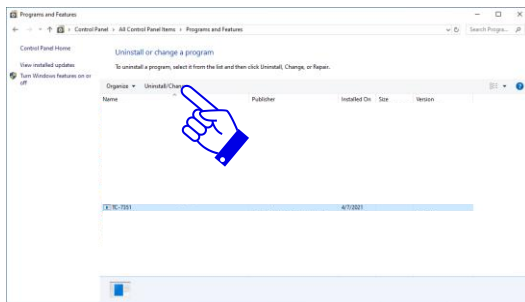 Programs and Features
Control Panel > All Control Panel Items > Programs and Features
Search Progra...
Control Panel Home
View installed updates
Turn Windows features on or
off
Uninstall or change a program
To uninstall a program, select it from the list and then click Uninstall, Change, or Repair.
Organize Uninstall/Chan
Name Publisher Installed On Size Version
TC-7351 4/7/2021